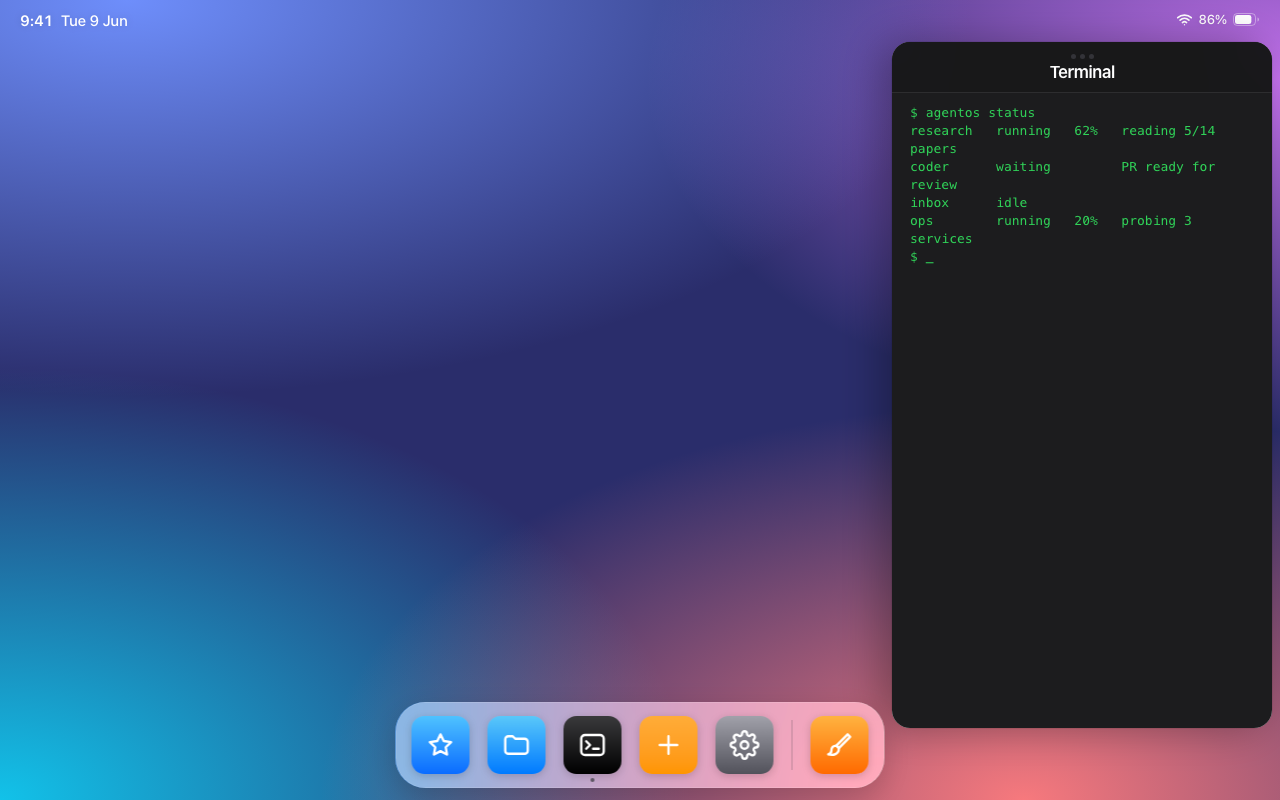 9:41 Tue 9 Jun
86%
Terminal
$ agentos status
research   running   62%   reading 5/14
papers
coder      waiting         PR ready for
review
inbox      idle
ops        running   20%   probing 3
services
$ _